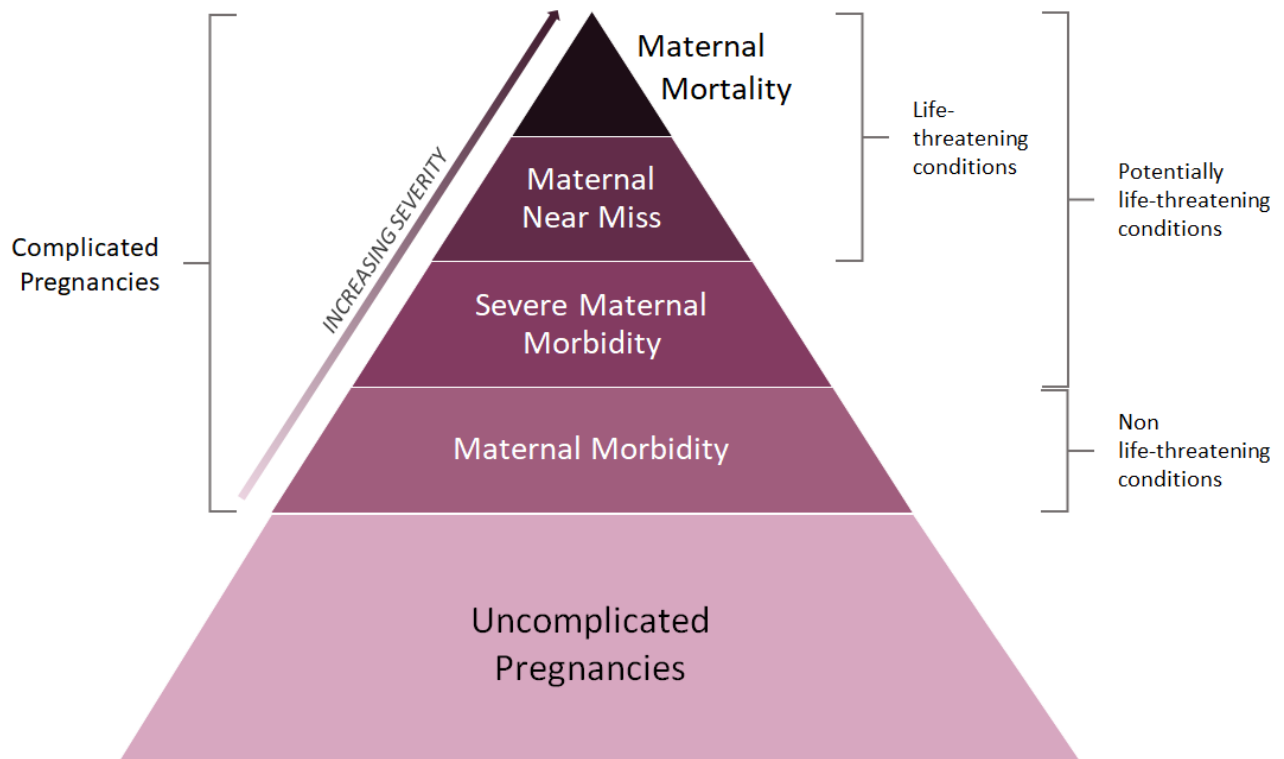 Maternal
Mortality
Life-
threatening
conditions
Maternal
Near Miss
Potentially
life-threatening
conditions
INCREASING SEVERITY
Complicated
Pregnancies
Severe Maternal
Morbidity
Maternal Morbidity
Non
life-threatening
conditions
Uncomplicated
Pregnancies